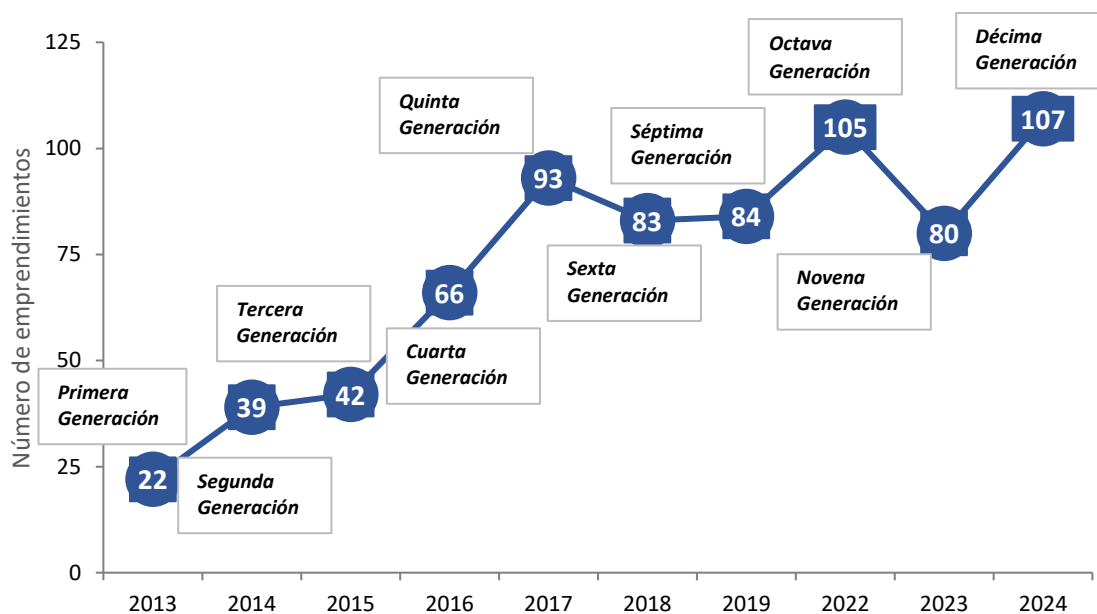 Número de emprendimientos
125
100
75
50
25
0
Primera
Generación
22
Segunda
Generación
39
Tercera
Generación
42
Cuarta
Generación
66
Quinta
Generación
93
Sexta
Generación
83
Séptima
Generación
84
Octava
Generación
105
Novena
Generación
80
Décima
Generación
107
2013 2014 2015 2016 2017 2018 2019 2022 2023 2024